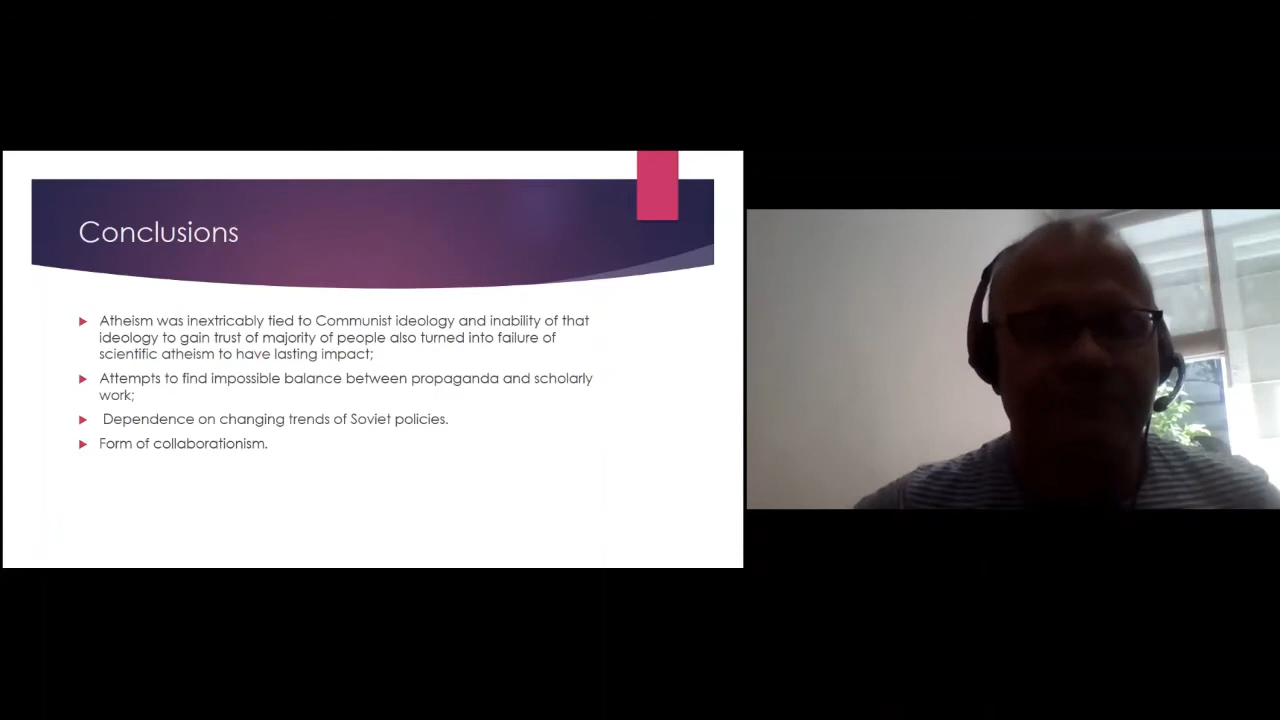 Conclusions
Atheism was inextricably tied to Communist ideology and inability of that
ideology to gain trust of majority of people also turned into failure of
scientific atheism to have lasting impact;
Attempts to find impossible balance between propaganda and scholarly
work;
Dependence on changing trends of Soviet policies.
Form of collaborationism.